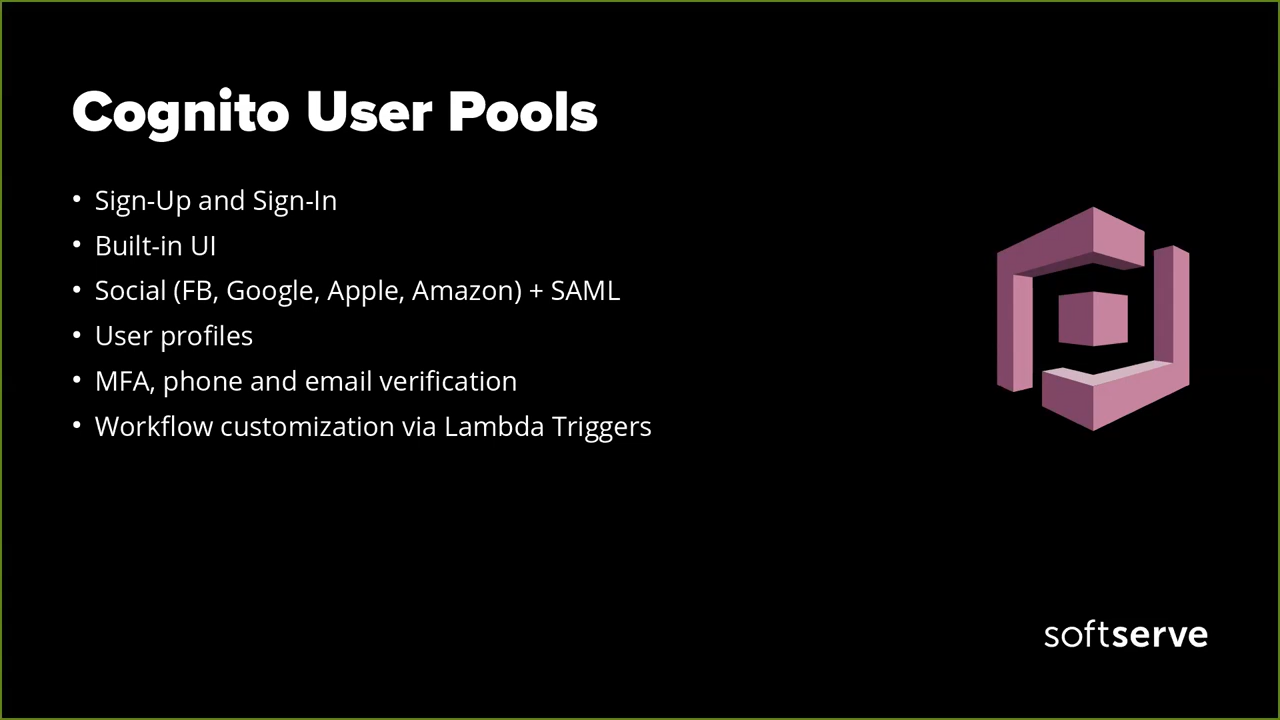 Cognito User Pools
• Sign-Up and Sign-In
• Built-in UI
• Social (FB, Google, Apple, Amazon) + SAML
• User profiles
• MFA, phone and email verification
• Workflow customization via Lambda Triggers
softserve